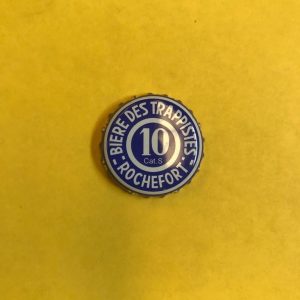 BIERE DES TRAPPISTES
10
Cat.S
ROCHEFORT